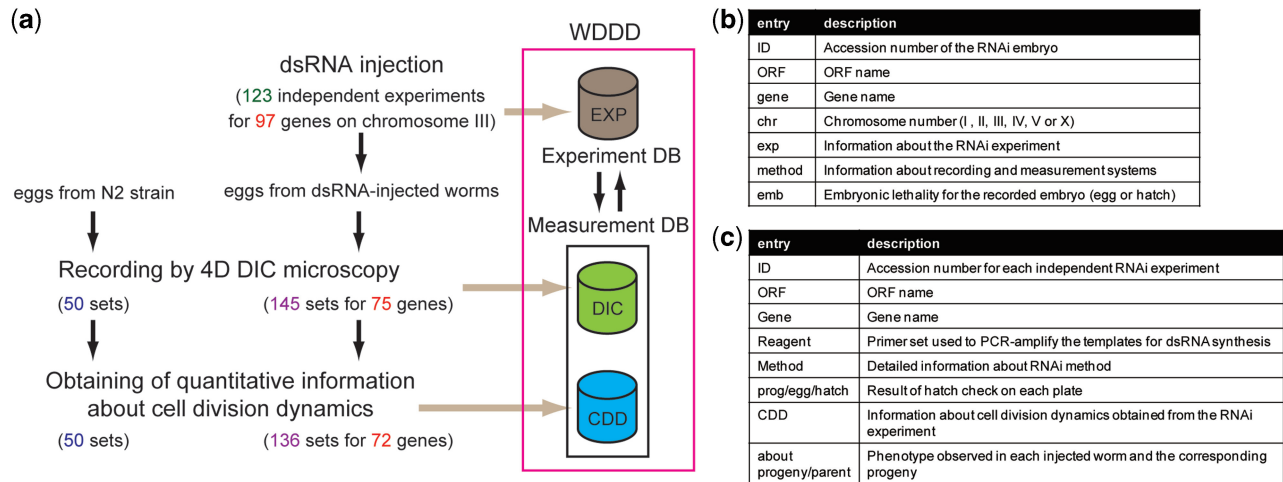 (a)
WDDD
dsRNA injection
(123 independent experiments
for 97 genes on chromosome III)
EXP
Experiment DB
eggs from N2 strain
eggs from dsRNA-injected worms
Measurement DB
Recording by 4D DIC microscopy
(50 sets)
(145 sets for 75 genes)
DIC
Obtaining of quantitative information
about cell division dynamics
(50 sets)
(136 sets for 72 genes)
CDD
(b)
entry description
ID Accession number of the RNAi embryo
ORF ORF name
gene Gene name
chr Chromosome number (I , II, III, IV, V or X)
exp Information about the RNAi experiment
method Information about recording and measurement systems
emb Embryonic lethality for the recorded embryo (egg or hatch)
(c)
entry description
ID Accession number for each independent RNAi experiment
ORF ORF name
Gene Gene name
Reagent Primer set used to PCR-amplify the templates for dsRNA synthesis
Method Detailed information about RNAi method
prog/egg/hatch Result of hatch check on each plate
CDD Information about cell division dynamics obtained from the RNAi
experiment
about Phenotype observed in each injected worm and the corresponding
progeny/parent progeny